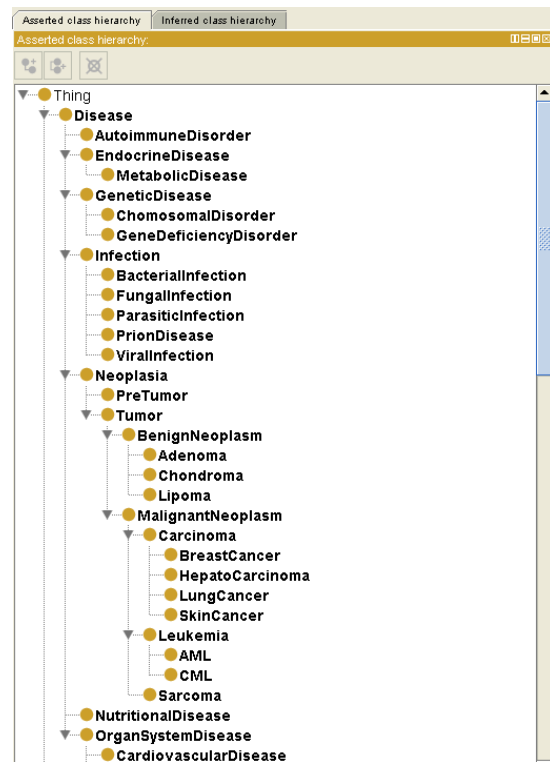 Asserted class hierarchy Inferred class hierarchy
Asserted class hierarchy:
Thing
Disease
AutoimmuneDisorder
EndocrineDisease
MetabolicDisease
GeneticDisease
ChomosomalDisorder
GeneDeficiencyDisorder
Infection
BacterialInfection
FungalInfection
ParasiticInfection
PrionDisease
ViralInfection
Neoplasia
PreTumor
Tumor
BenignNeoplasm
Adenoma
Chondroma
Lipoma
MalignantNeoplasm
Carcinoma
BreastCancer
HepatoCarcinoma
LungCancer
SkinCancer
Leukemia
AML
CML
Sarcoma
NutritionalDisease
OrganSystemDisease
CardiovascularDisease